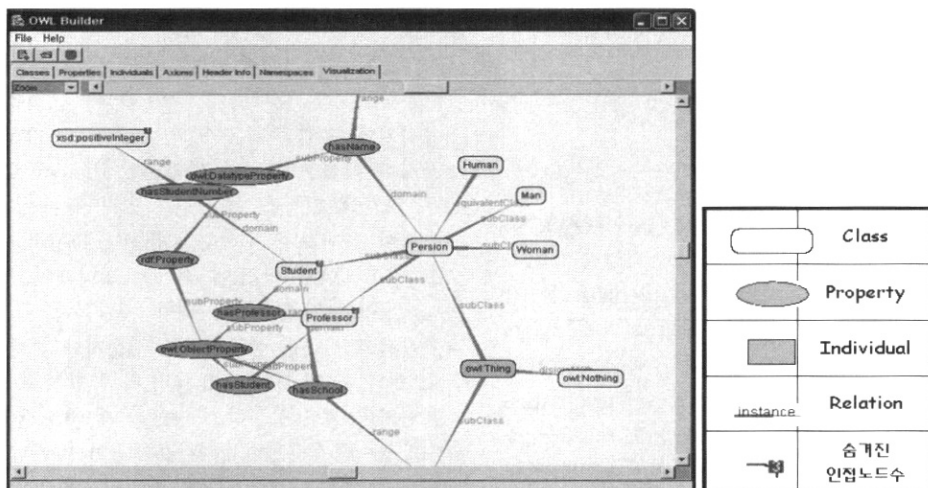 OWL Builder
File Help
Classes Properties Individuals Axioms Header Info Namespaces Visualization
Zoom
range
xsd:positiveInteger
hasName
range
subProperty
Human
owl:DatatypeProperty
hasStudentNumber
domain
Man
equivalentClass
subProperty
subClass
domain
Persion
subCl
Woman
rdf:Property
subClass
Student
subClass
domain
subProperty
subClass
hasProfessor
Professor
subProperty
domain
owl:ObjectProperty
owl:Thing
owl:Nothing
hasStudent
hasSchool
subClass
range
Class
Property
Individual
instance
Relation
숨겨진
인접노드수